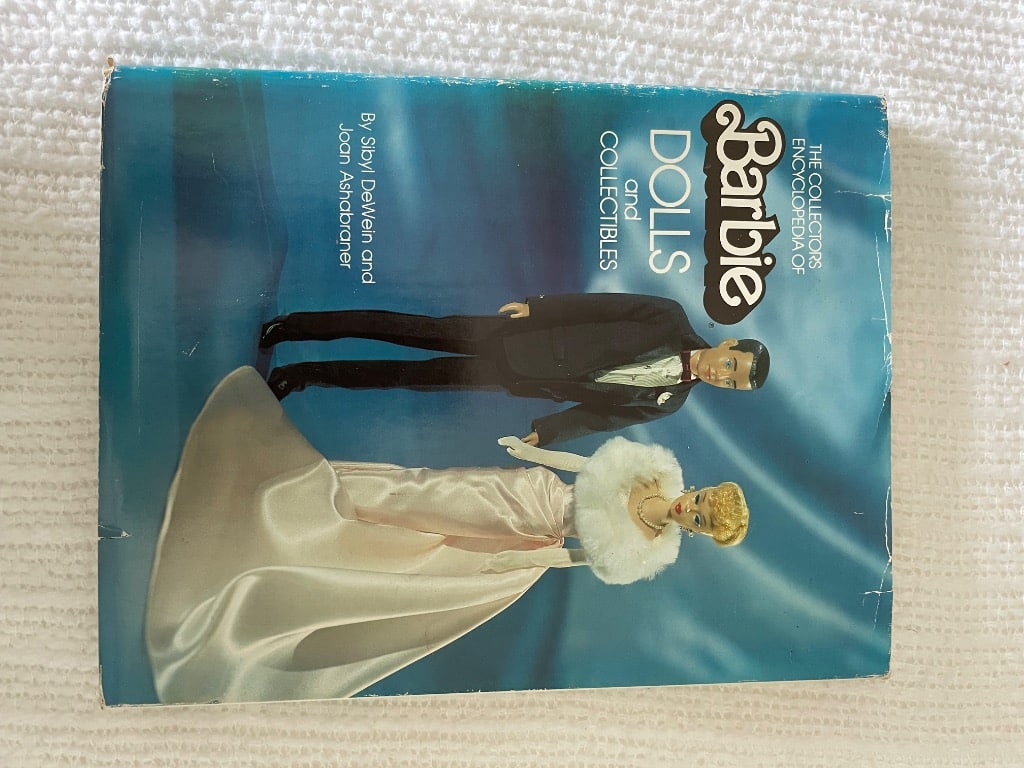 THE COLLECTORS
ENCYCLOPEDIA OF
Barbie®
DOLLS
and
COLLECTIBLES
By Sibyl DeWein and
Joan Ashabraner